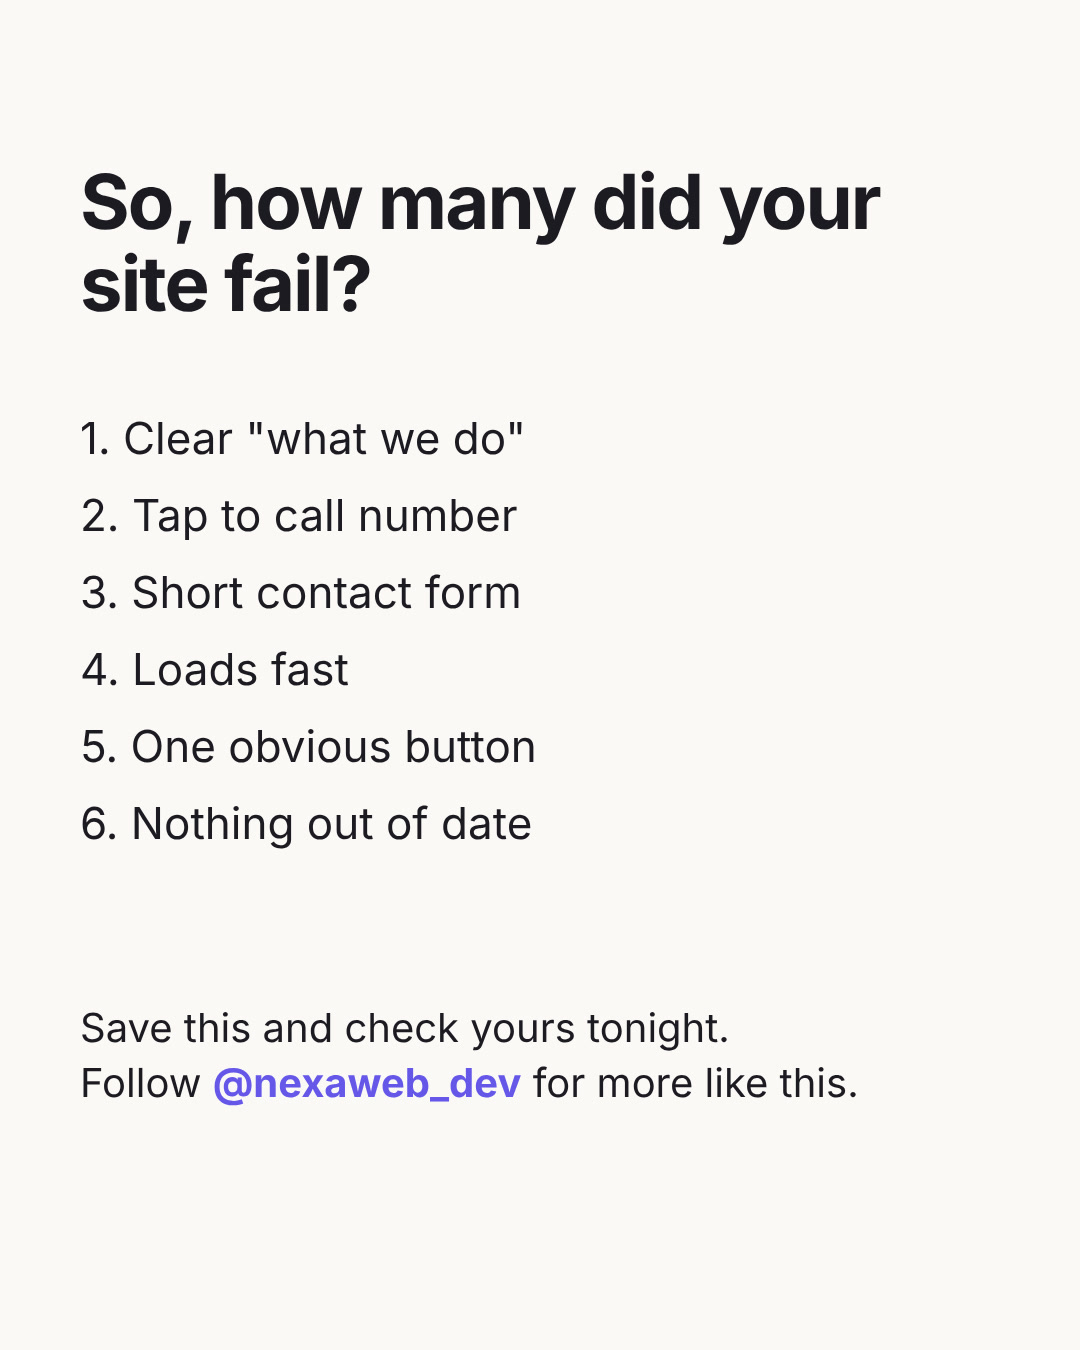 So, how many did your
site fail?
1. Clear "what we do"
2. Tap to call number
3. Short contact form
4. Loads fast
5. One obvious button
6. Nothing out of date
Save this and check yours tonight.
Follow @nexaweb_dev for more like this.